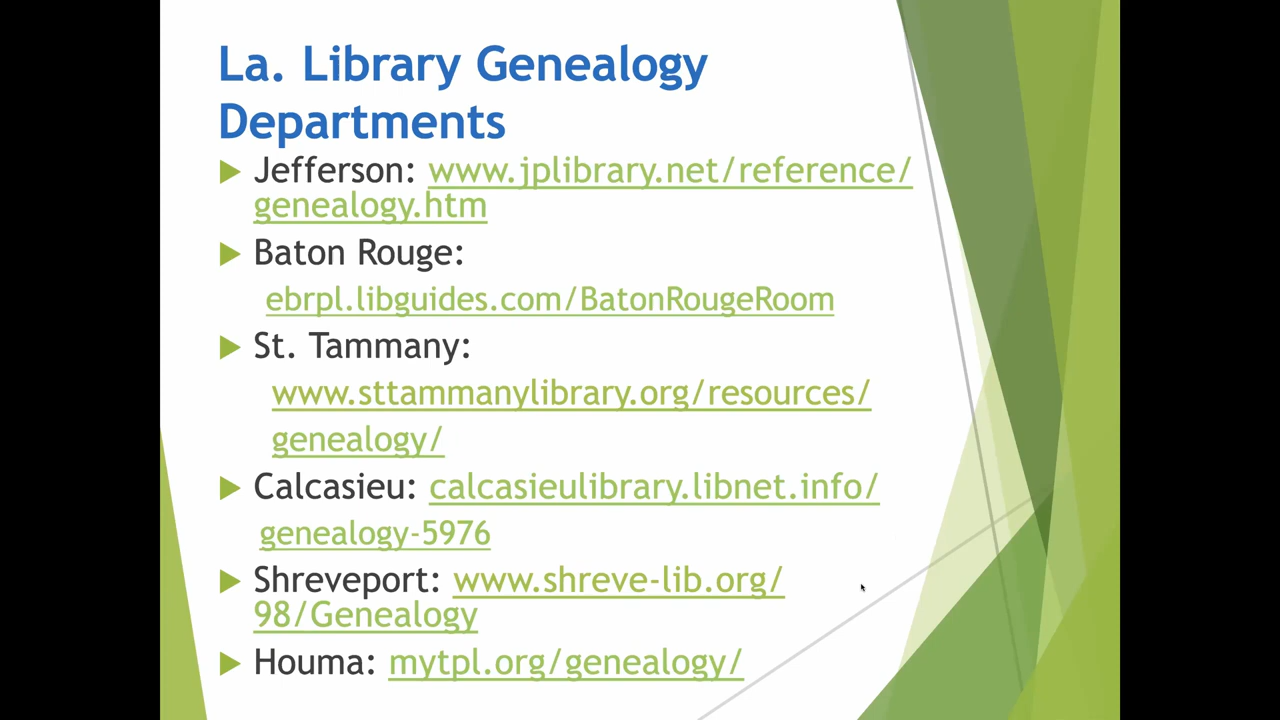 La. Library Genealogy
Departments
Jefferson: www.jplibrary.net/reference/
genealogy.htm
Baton Rouge:
ebrpl.libguides.com/BatonRougeRoom
St. Tammany:
www.sttammanylibrary.org/resources/
genealogy/
Calcasieu: calcasieulibrary.libnet.info/
genealogy-5976
Shreveport: www.shreve-lib.org/
98/Genealogy
Houma: mytpl.org/genealogy/